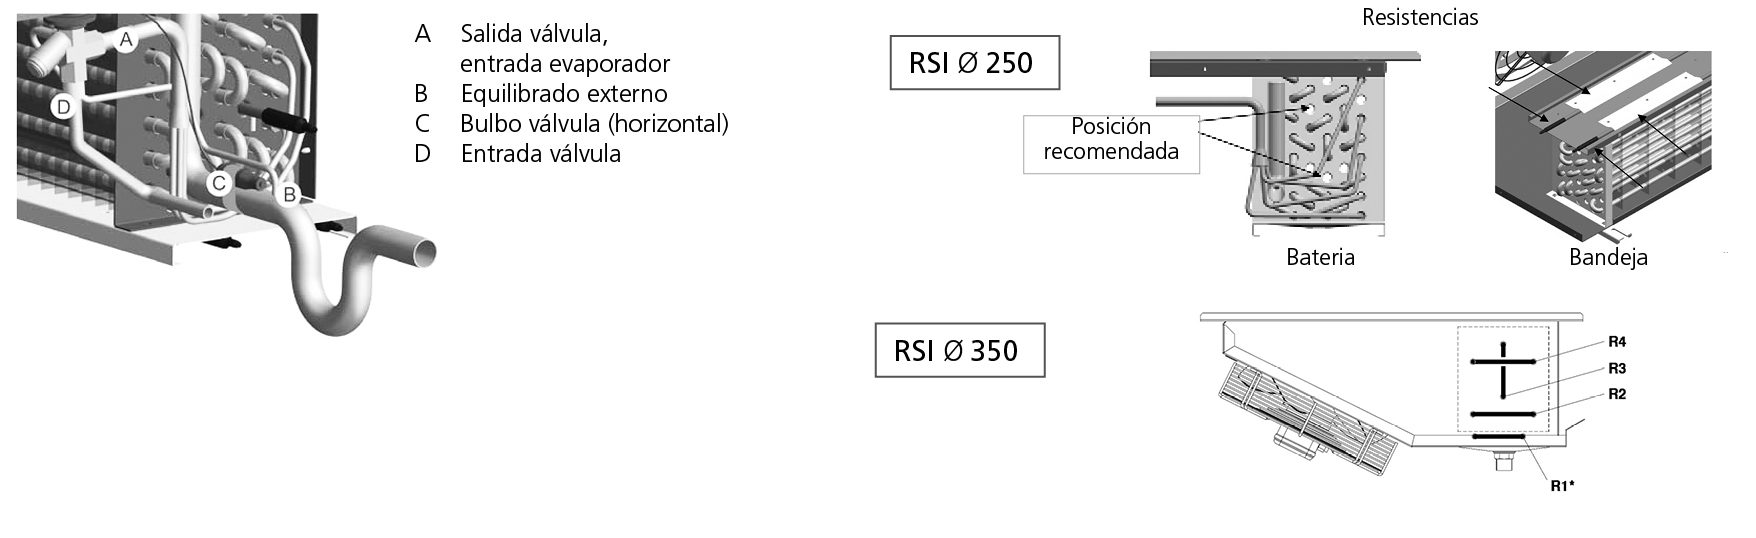 A
D
C
B
A Salida válvula,
entrada evaporador
B Equilibrado externo
C Bulbo válvula (horizontal)
D Entrada válvula
Resistencias
RSI Ø 250
Posición
recomendada
Bateria
Bandeja
RSI Ø 350
R4
R3
R2
R1*